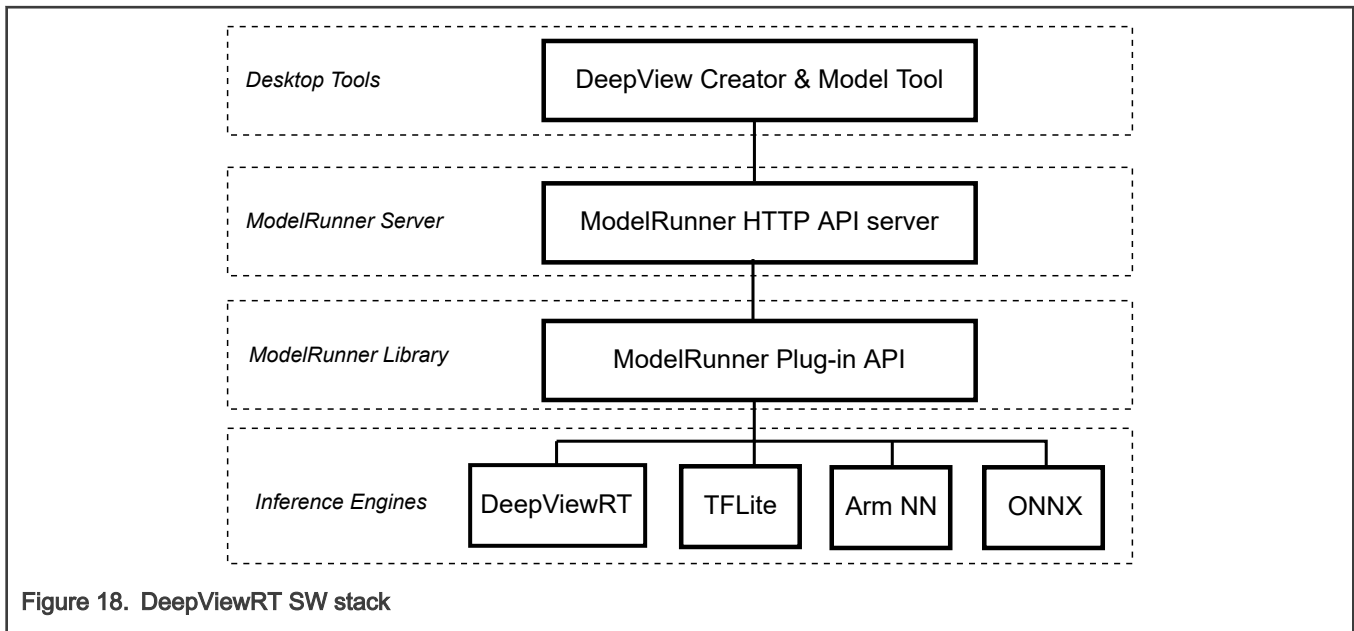 Desktop Tools
DeepView Creator & Model Tool
ModelRunner Server
ModelRunner HTTP API server
ModelRunner Library
ModelRunner Plug-in API
Inference Engines
DeepViewRT
TFLite
Arm NN
ONNX
Figure 18. DeepViewRT SW stack